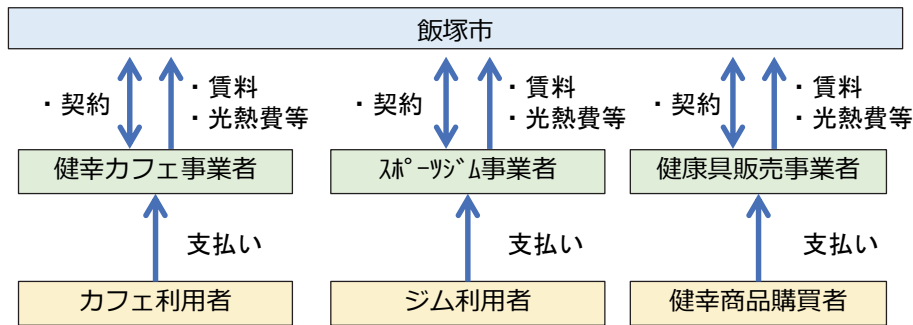 飯塚市
・契約
・賃料
・光熱費等
・契約
・賃料
・光熱費等
・契約
・賃料
・光熱費等
健幸カフェ事業者
ｽﾎﾟｰﾂｼﾞﾑ事業者
健康具販売事業者
支払い
支払い
支払い
カフェ利用者
ジム利用者
健幸商品購買者